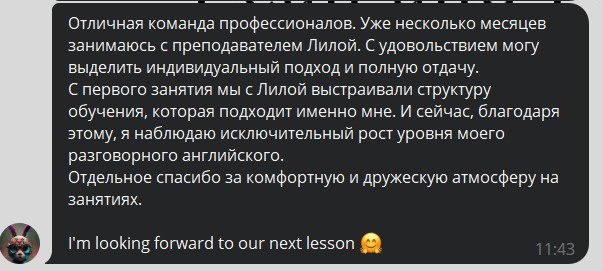 Отличная команда профессионалов. Уже несколько месяцев
занимаюсь с преподавателем Лилой. С удовольствием могу
выделить индивидуальный подход и полную отдачу.
С первого занятия мы с Лилой выстраивали структуру
обучения, которая подходит именно мне. И сейчас, благодаря
этому, я наблюдаю исключительный рост уровня моего
разговорного английского.
Отдельное спасибо за комфортную и дружескую атмосферу на
занятиях.
I'm looking forward to our next lesson 🤗
11:43